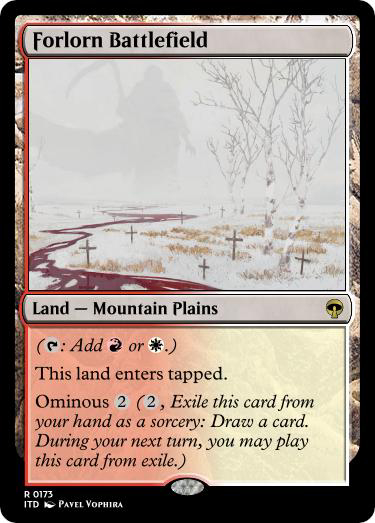 Forlorn Battlefield
Land — Mountain Plains
(T: Add R or W.)
This land enters tapped.
Ominous 2 (2, Exile this card from
your hand as a sorcery: Draw a card.
During your next turn, you may play
this card from exile.)
R 0173
ITD Pavel Vophira